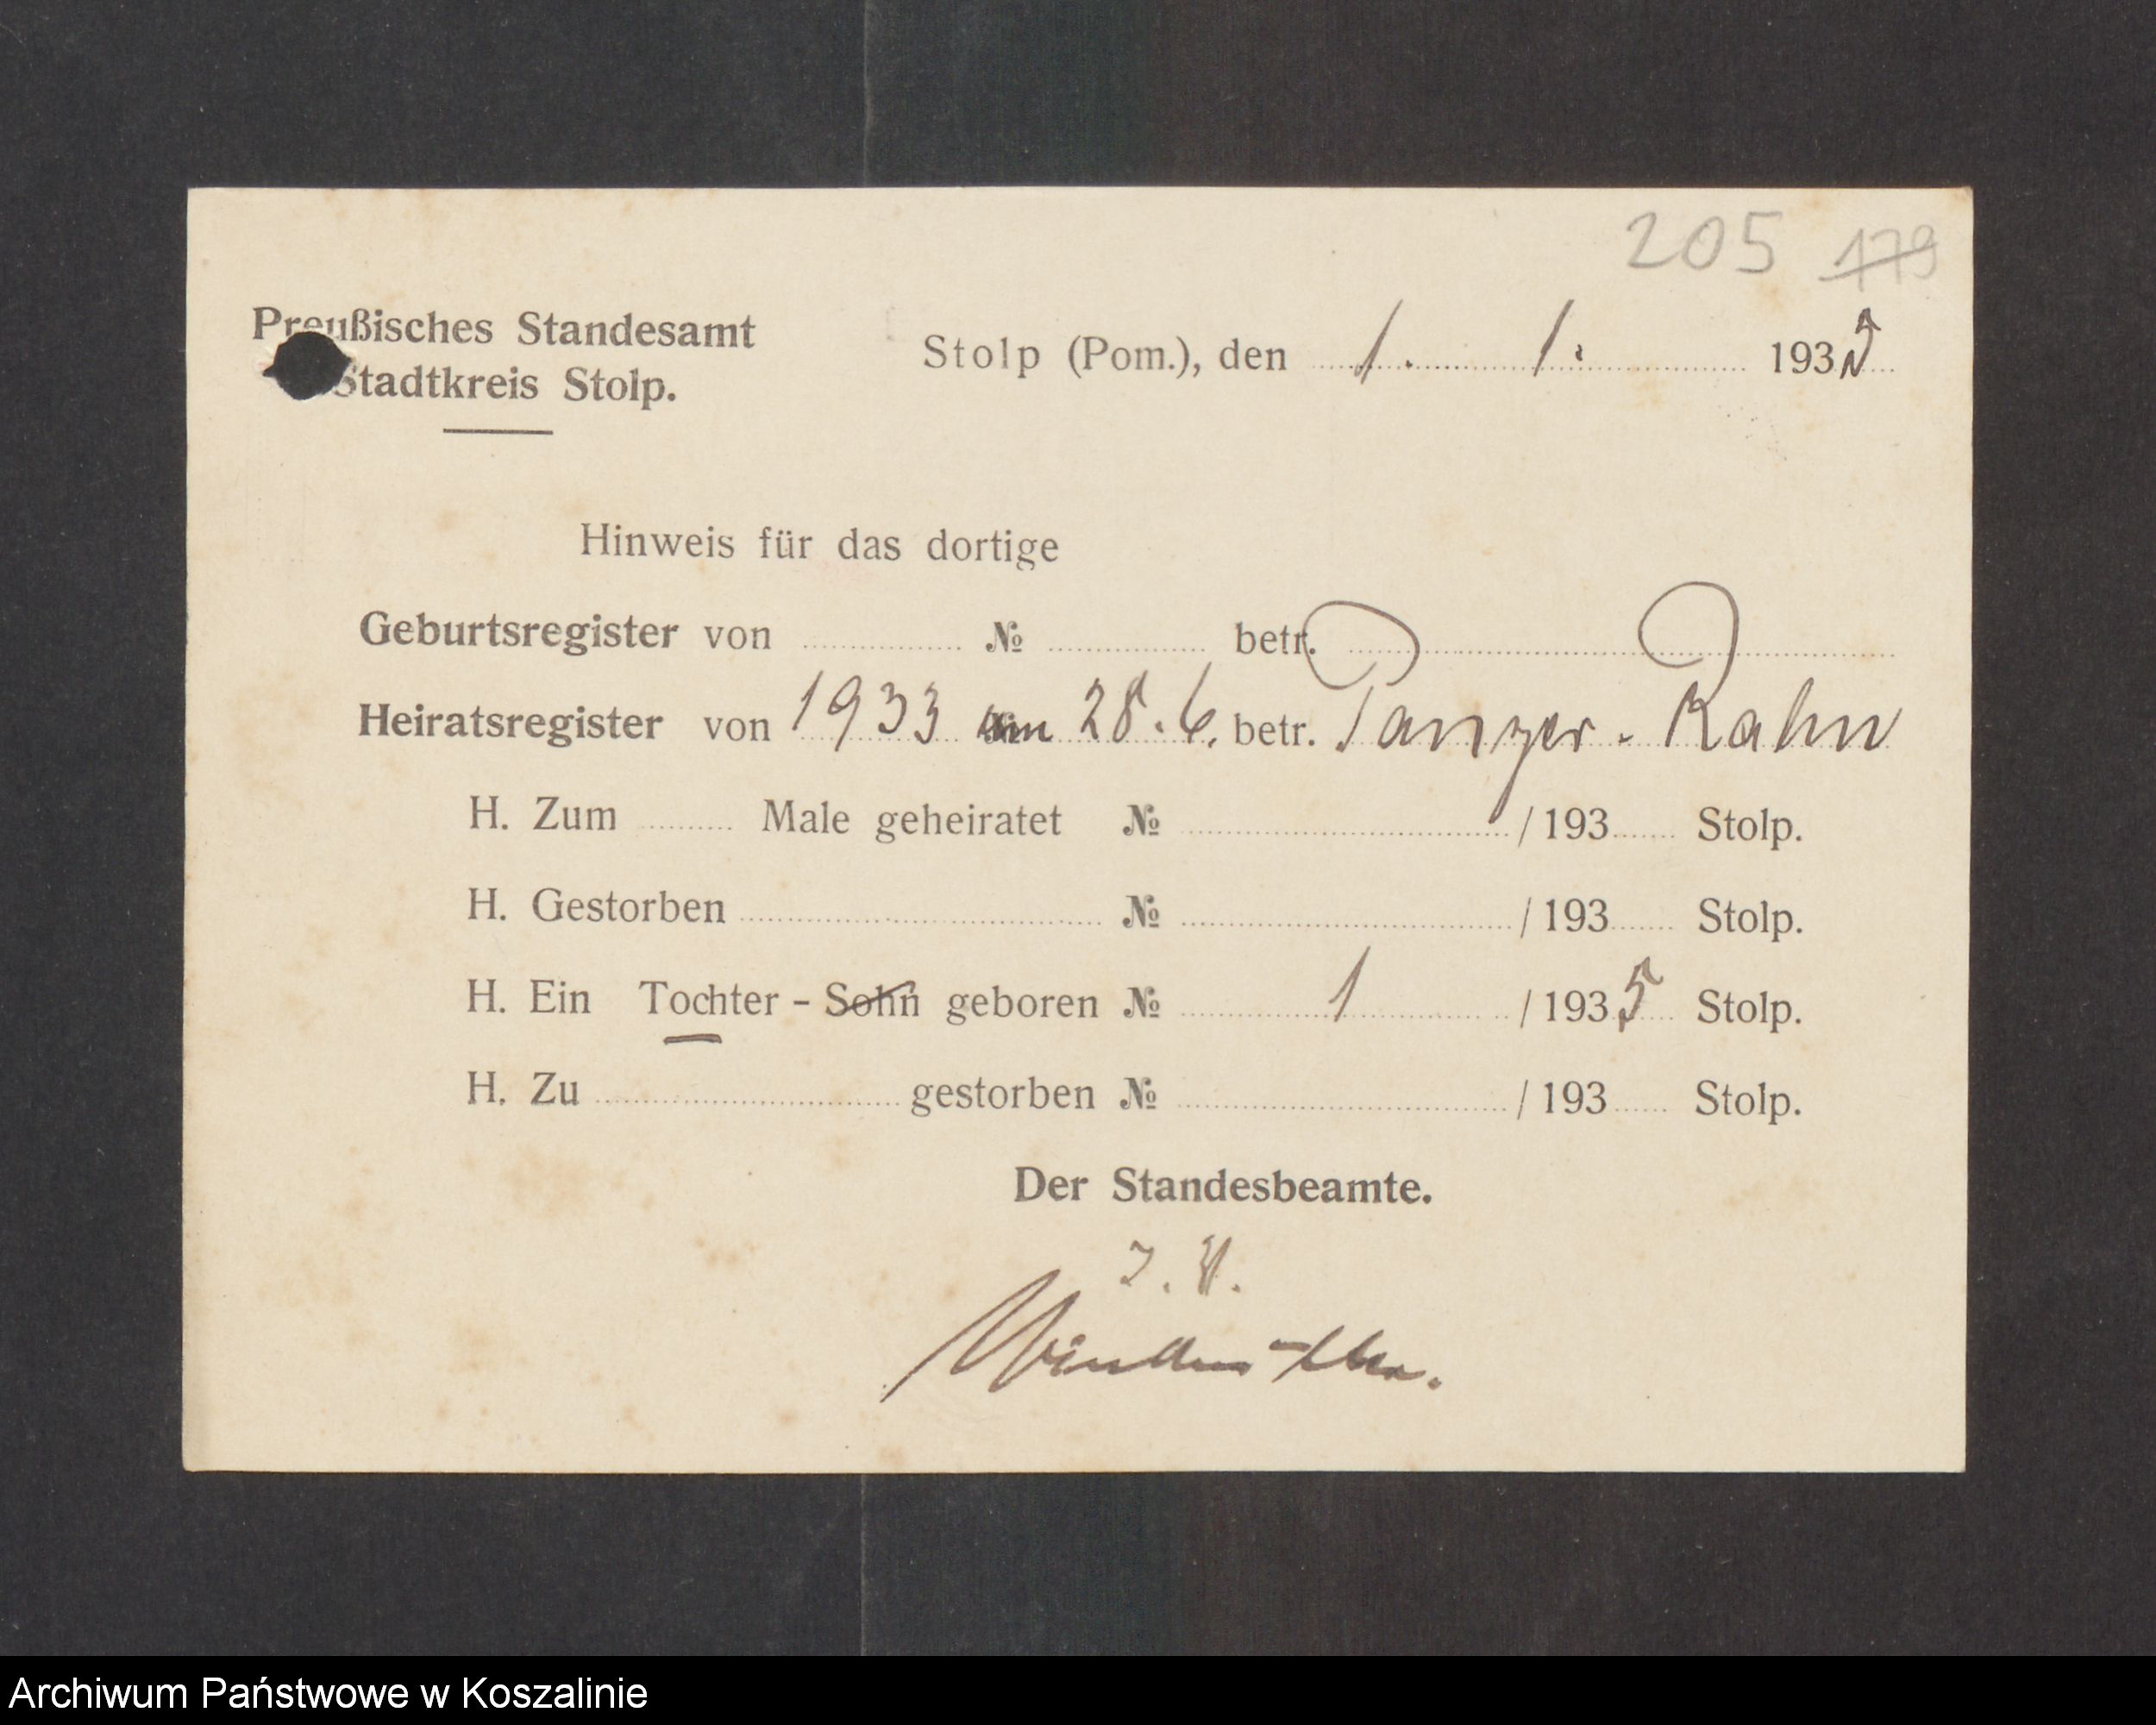 205 179
Preußisches Standesamt
Stadtkreis Stolp.
Stolp (Pom.), den 1. 1. 1935
Hinweis für das dortige
Geburtsregister von № betr.
Heiratsregister von 1933 am 28.6. betr. Panzer - Rahn
H. Zum Male geheiratet № / 193 Stolp.
H. Gestorben № / 193 Stolp.
H. Ein Tochter - Sohn geboren № 1 / 1935 Stolp.
H. Zu gestorben № / 193 Stolp.
Der Standesbeamte.
I. V.
Archiwum Państwowe w Koszalinie